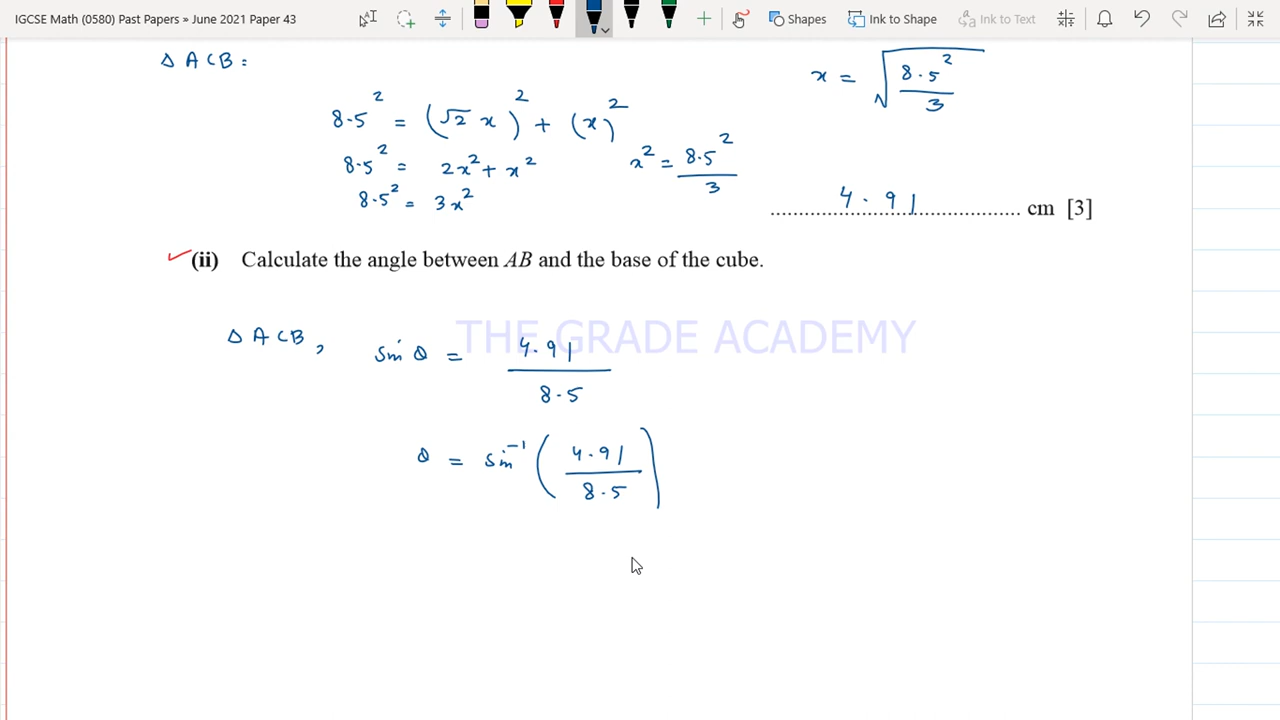 IGCSE Math (0580) Past Papers » June 2021 Paper 43
Shapes Ink to Shape Ink to Text
Δ ACB:
x = √(8.5² / 3)
8.5² = (√2 x)² + (x)²
8.5² = 2x² + x²
x² = 8.5² / 3
8.5² = 3x²
4.91 cm [3]
(ii) Calculate the angle between AB and the base of the cube.
THE GRADE ACADEMY
Δ ACB, sin θ = 4.91 / 8.5
θ = sin⁻¹ (4.91 / 8.5)